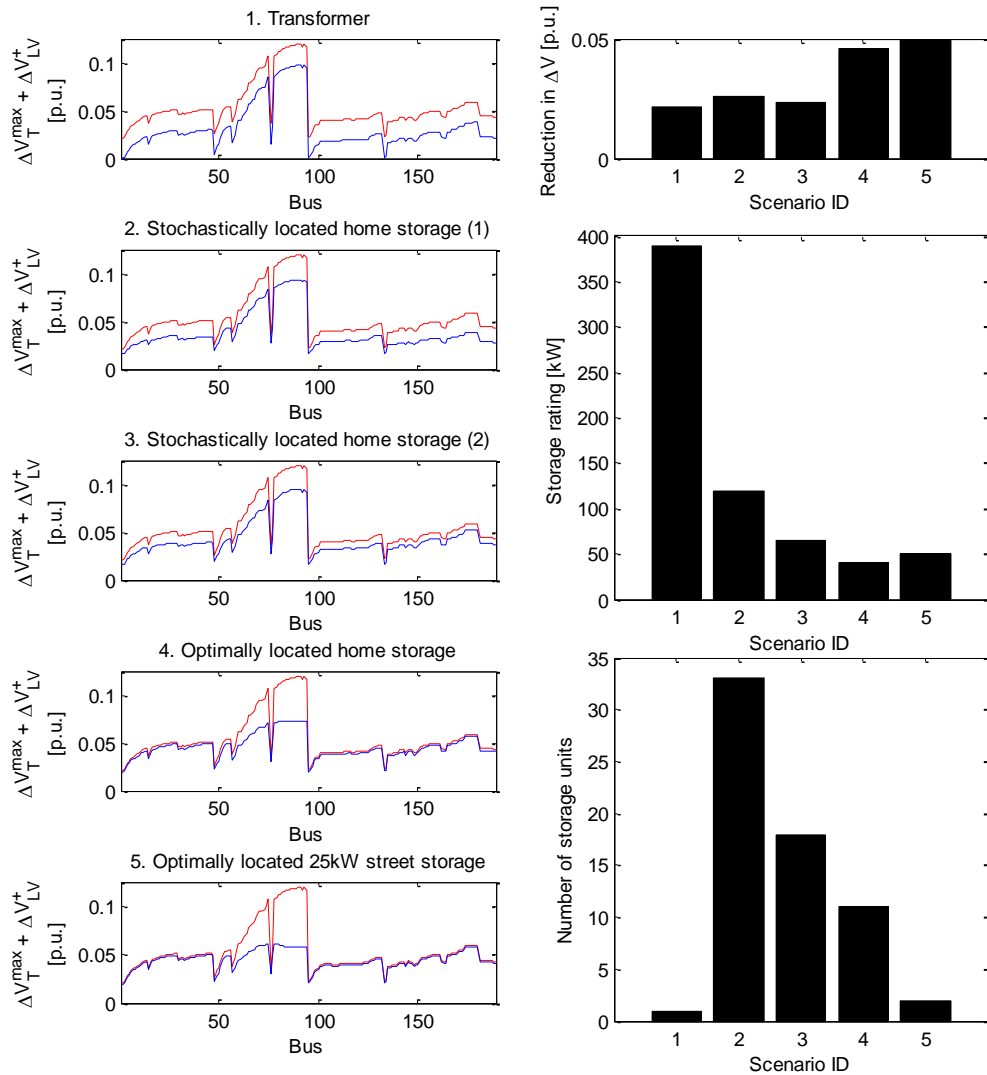 1. Transformer
ΔV_T^max + ΔV_LV^+
[p.u.]
0.1
0.05
0
50
100
150
Bus
2. Stochastically located home storage (1)
ΔV_T^max + ΔV_LV^+
[p.u.]
0.1
0.05
0
50
100
150
Bus
3. Stochastically located home storage (2)
ΔV_T^max + ΔV_LV^+
[p.u.]
0.1
0.05
0
50
100
150
Bus
4. Optimally located home storage
ΔV_T^max + ΔV_LV^+
[p.u.]
0.1
0.05
0
50
100
150
Bus
5. Optimally located 25kW street storage
ΔV_T^max + ΔV_LV^+
[p.u.]
0.1
0.05
0
50
100
150
Bus
Reduction in ΔV [p.u.]
0.05
0
1
2
3
4
5
Scenario ID
Storage rating [kW]
400
350
300
250
200
150
100
50
0
1
2
3
4
5
Scenario ID
Number of storage units
35
30
25
20
15
10
5
0
1
2
3
4
5
Scenario ID